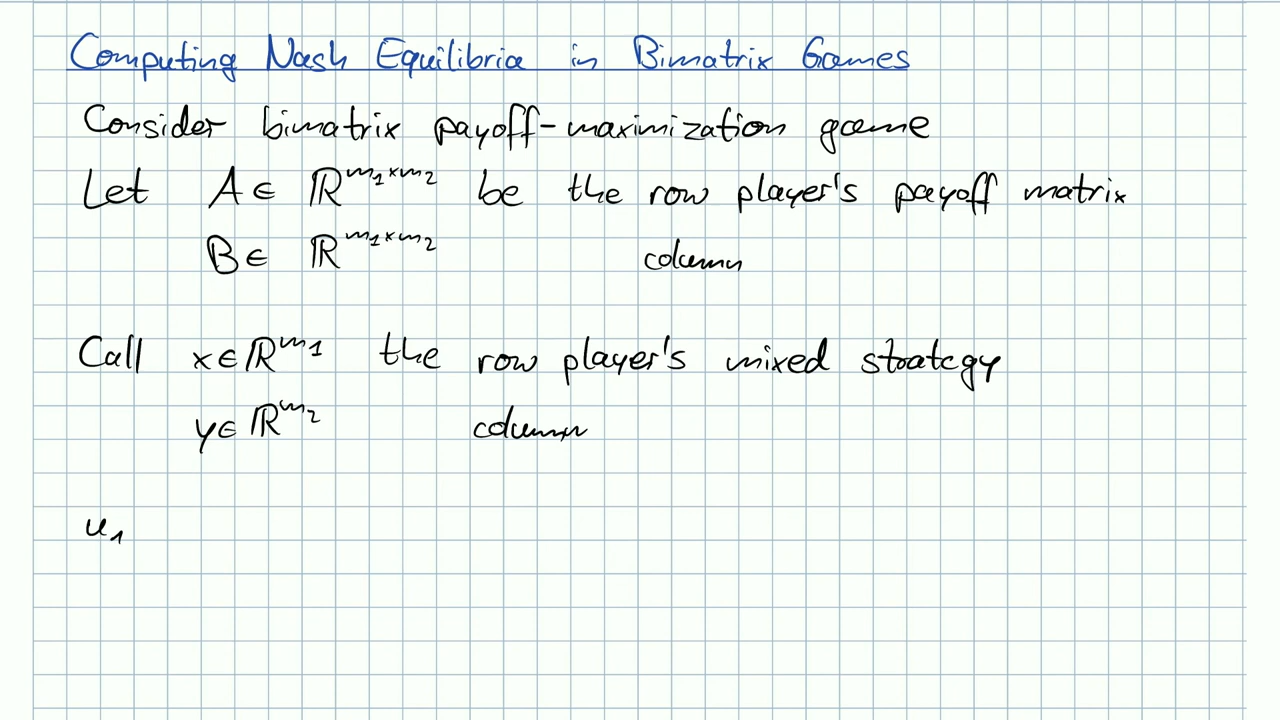 Computing Nash Equilibria in Bimatrix Games
Consider bimatrix payoff-maximization game
Let A ∈ ℝ^{m₁×m₂} be the row player's payoff matrix
B ∈ ℝ^{m₁×m₂} column
Call x ∈ ℝ^{m₁} the row player's mixed strategy
y ∈ ℝ^{m₂} column
u₁